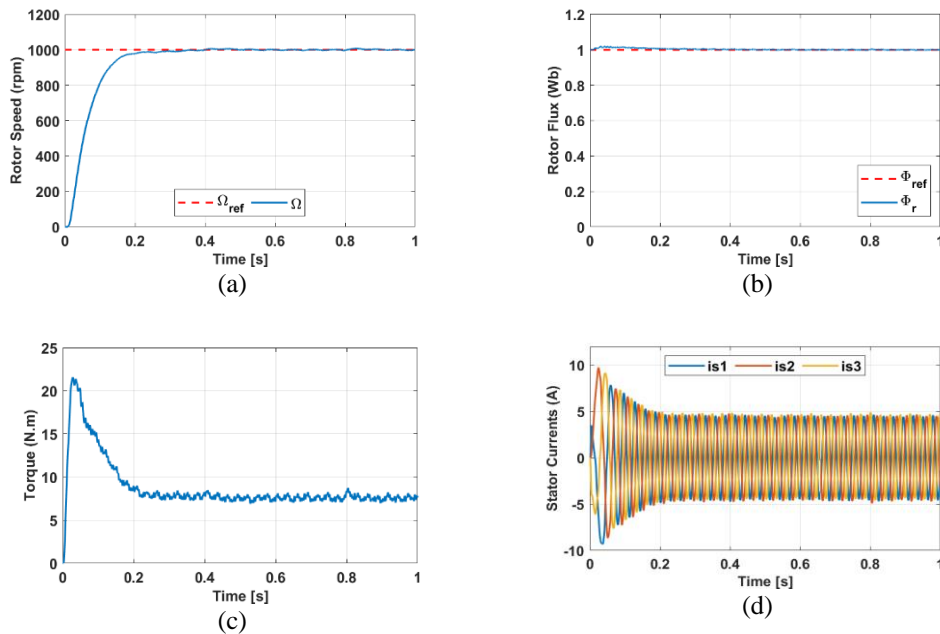 1200
1000
800
600
400
200
0
Rotor Speed (rpm)
Ω_ref Ω
0 0.2 0.4 0.6 0.8 1
Time [s]
(a)
1.2
1
0.8
0.6
0.4
0.2
0
Rotor Flux (Wb)
Φ_ref
Φ_r
0 0.2 0.4 0.6 0.8 1
Time [s]
(b)
25
20
15
10
5
0
Torque (N.m)
0 0.2 0.4 0.6 0.8 1
Time [s]
(c)
10
5
0
-5
-10
Stator Currents (A)
is1 is2 is3
0 0.2 0.4 0.6 0.8 1
Time [s]
(d)